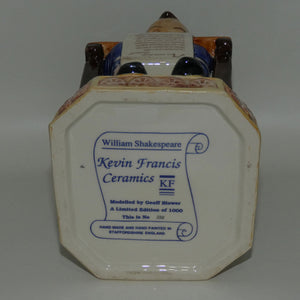 William Shakespeare
Kevin Francis
Ceramics KF
Modelled by Geoff Blower
A Limited Edition of 1000
This is No
HAND MADE AND HAND PAINTED IN
STAFFORDSHIRE ENGLAND